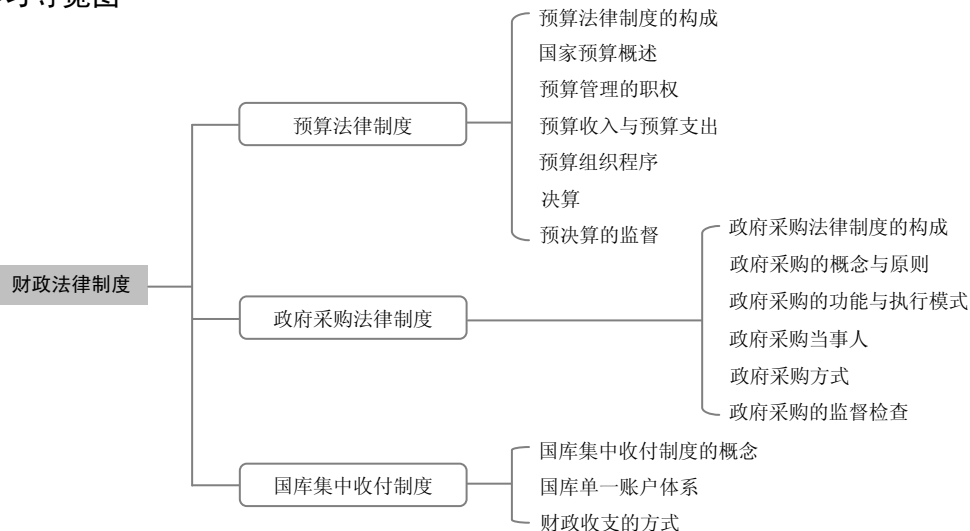 预算法律制度的构成
国家预算概述
预算管理的职权
预算法律制度
预算收入与预算支出
预算组织程序
决算
预决算的监督
政府采购法律制度的构成
政府采购的概念与原则
财政法律制度
政府采购的功能与执行模式
政府采购法律制度
政府采购当事人
政府采购方式
政府采购的监督检查
国库集中收付制度的概念
国库集中收付制度
国库单一账户体系
财政收支的方式